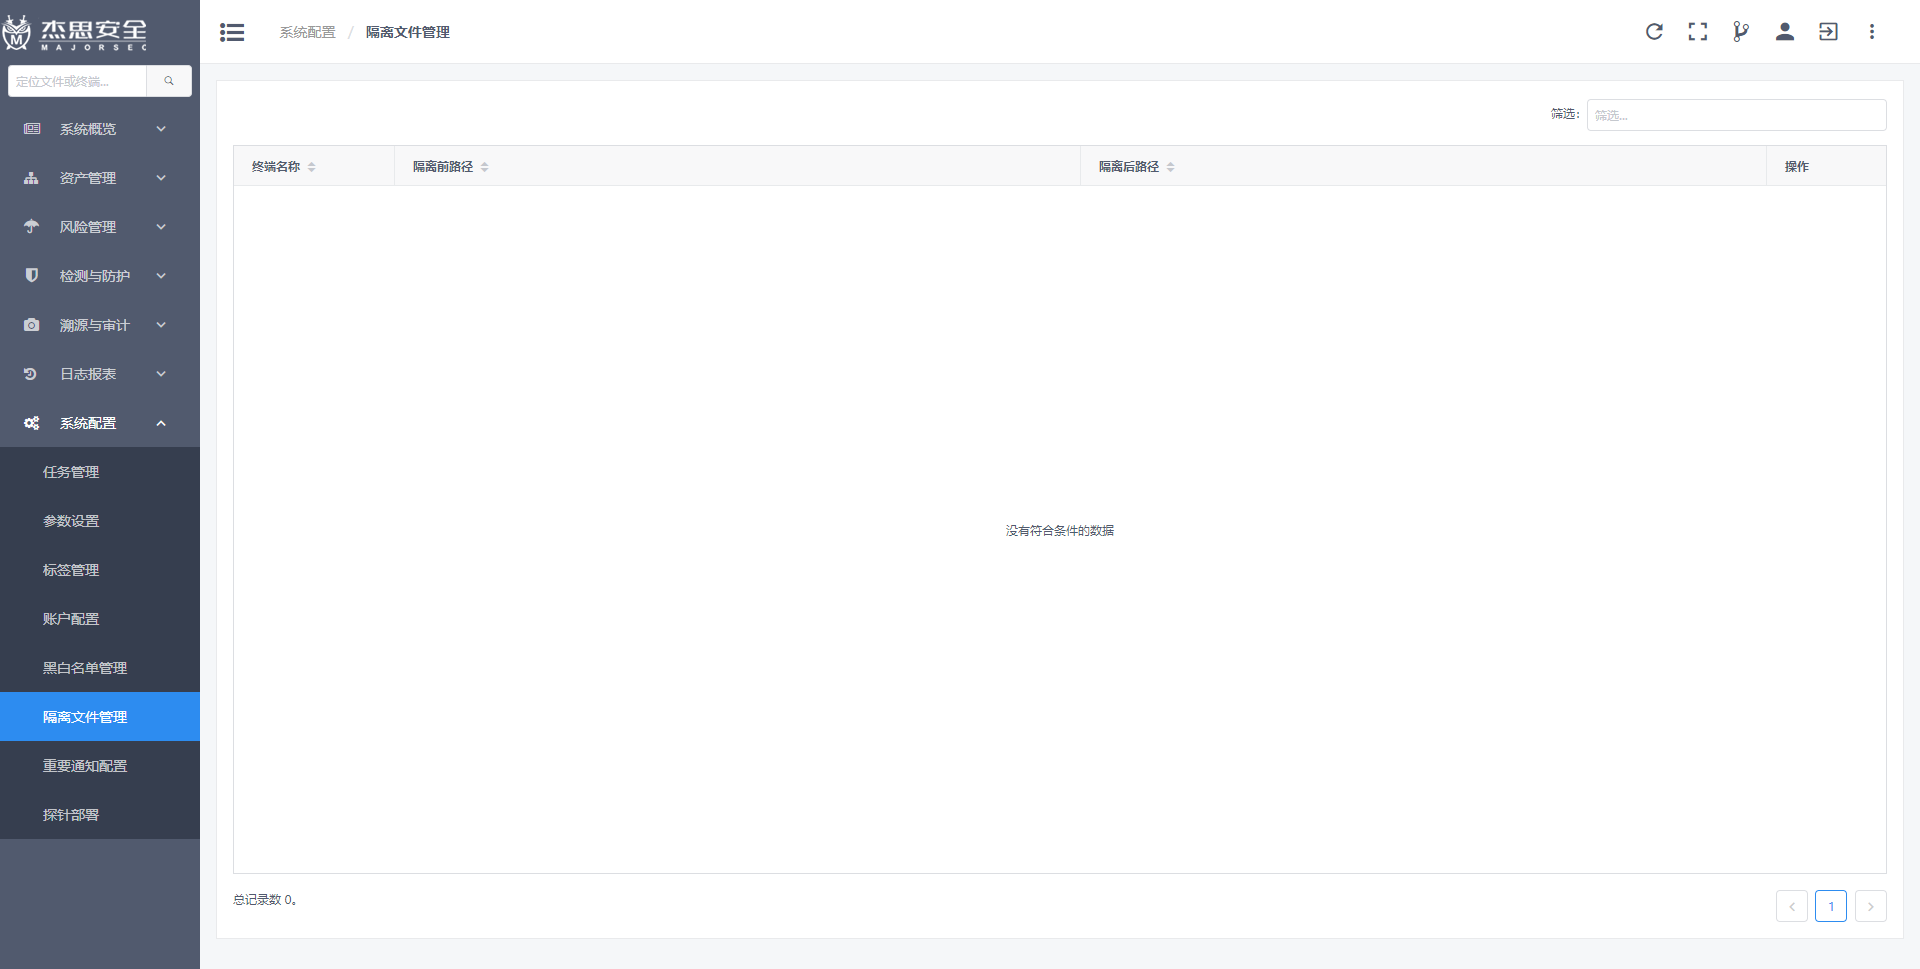 杰思安全
MAJORSEC
定位文件或终端...
系统概览
资产管理
风险管理
检测与防护
溯源与审计
日志报表
系统配置
任务管理
参数设置
标签管理
账户配置
黑白名单管理
隔离文件管理
重要通知配置
探针部署
系统配置 / 隔离文件管理
筛选: 筛选...
终端名称 隔离前路径 隔离后路径 操作
没有符合条件的数据
总记录数 0。
1